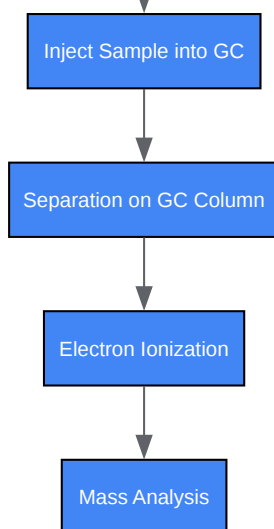 Inject Sample into GC
Separation on GC Column
Electron Ionization
Mass Analysis